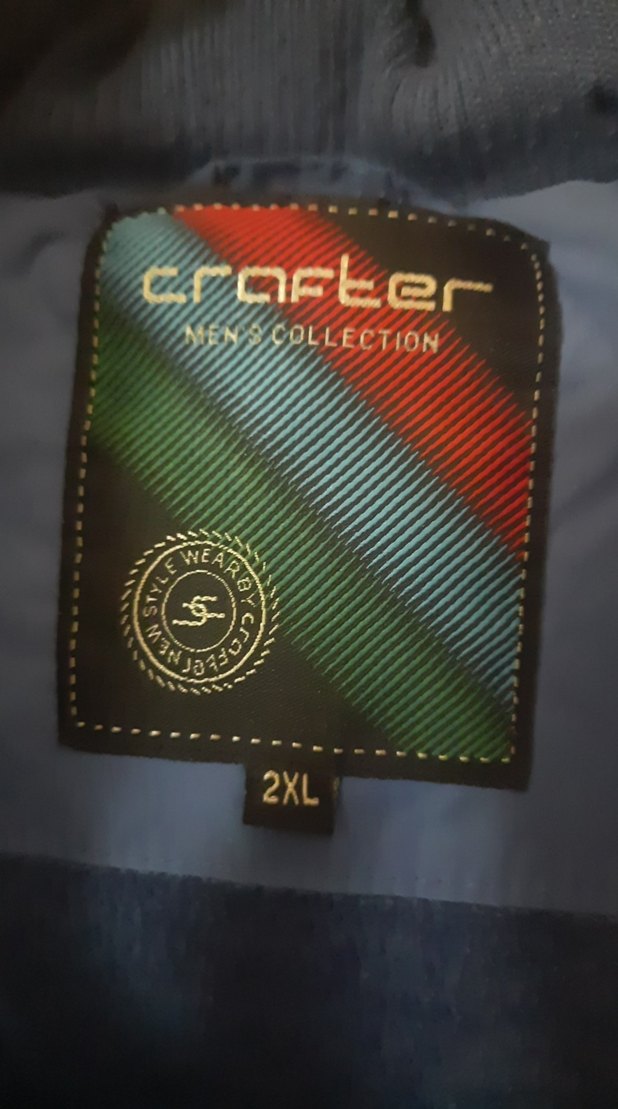 crafter
MEN'S COLLECTION
NEW STYLE WEAR BY crafter
2XL